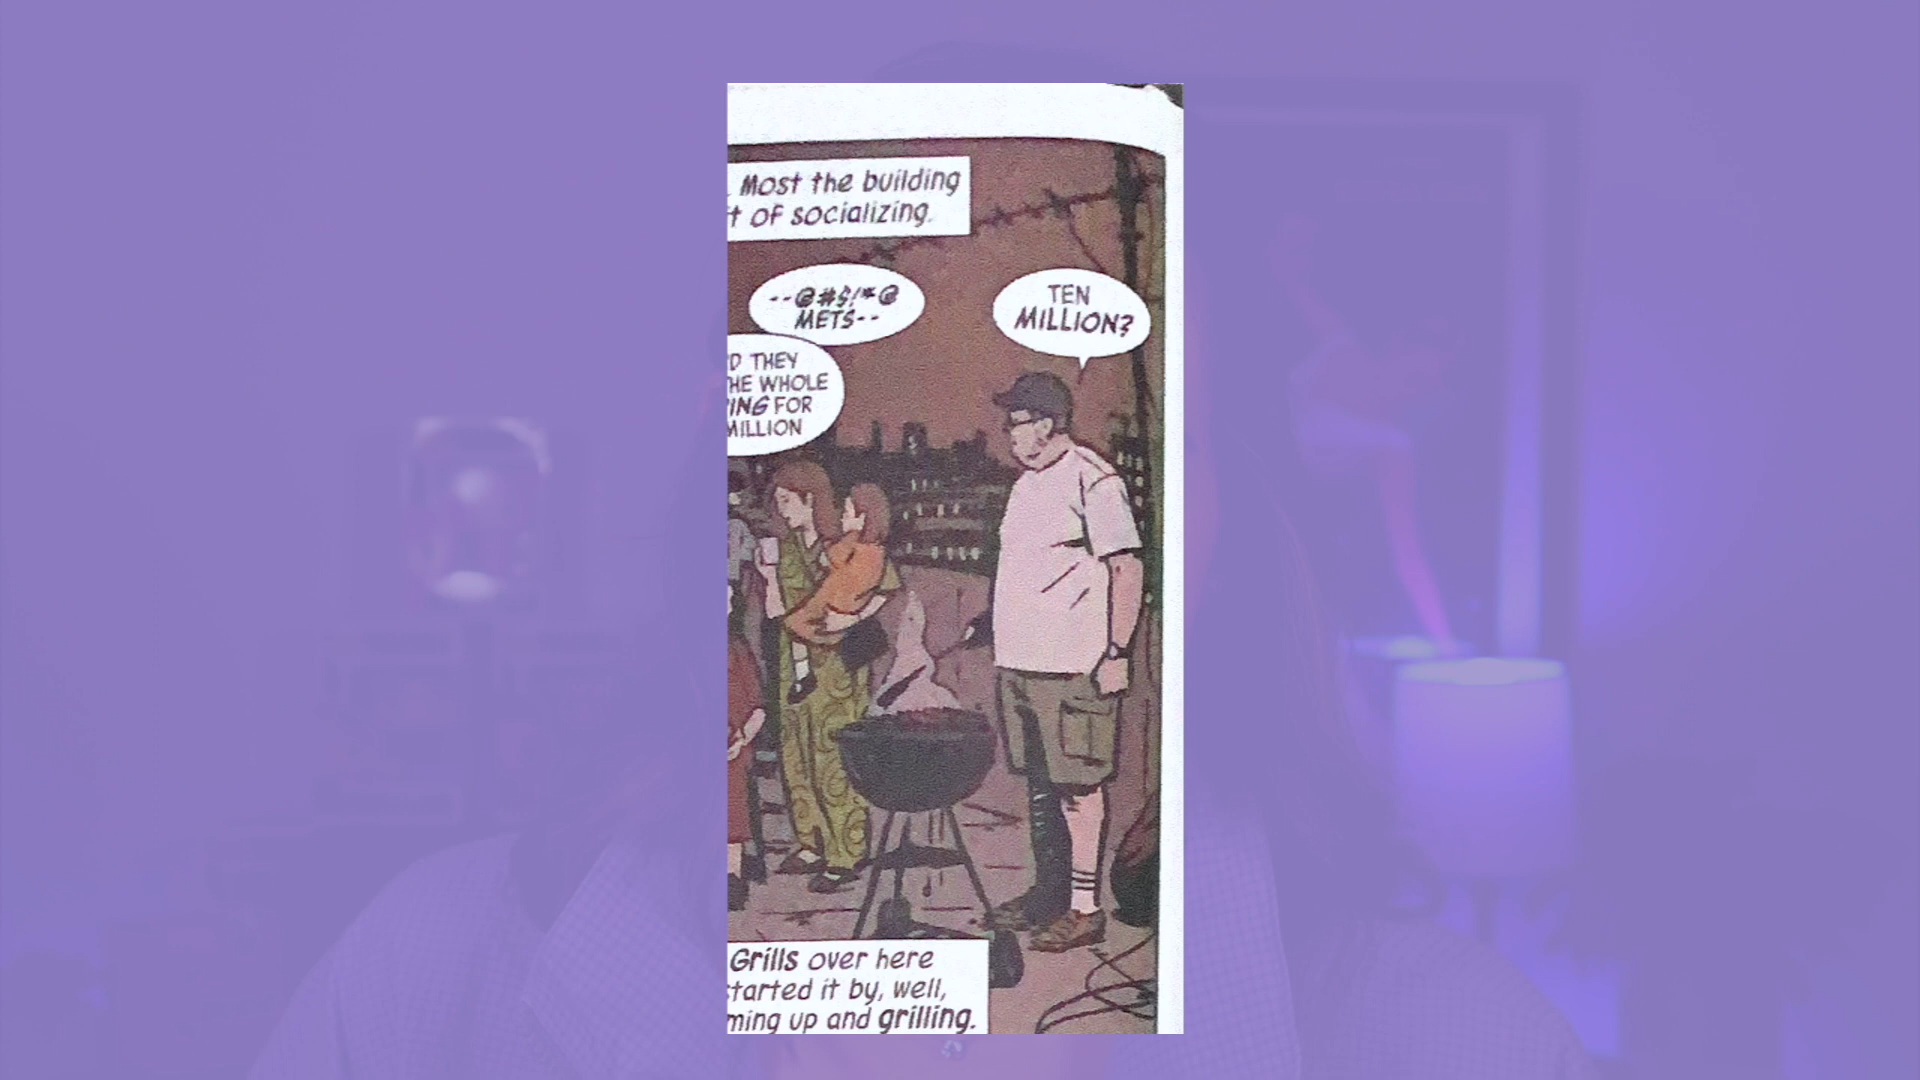 Most the building
t of socializing.
--@#$!*@
METS--
TEN
MILLION?
D THEY
HE WHOLE
ING FOR
MILLION
Grills over here
tarted it by, well,
ming up and grilling.